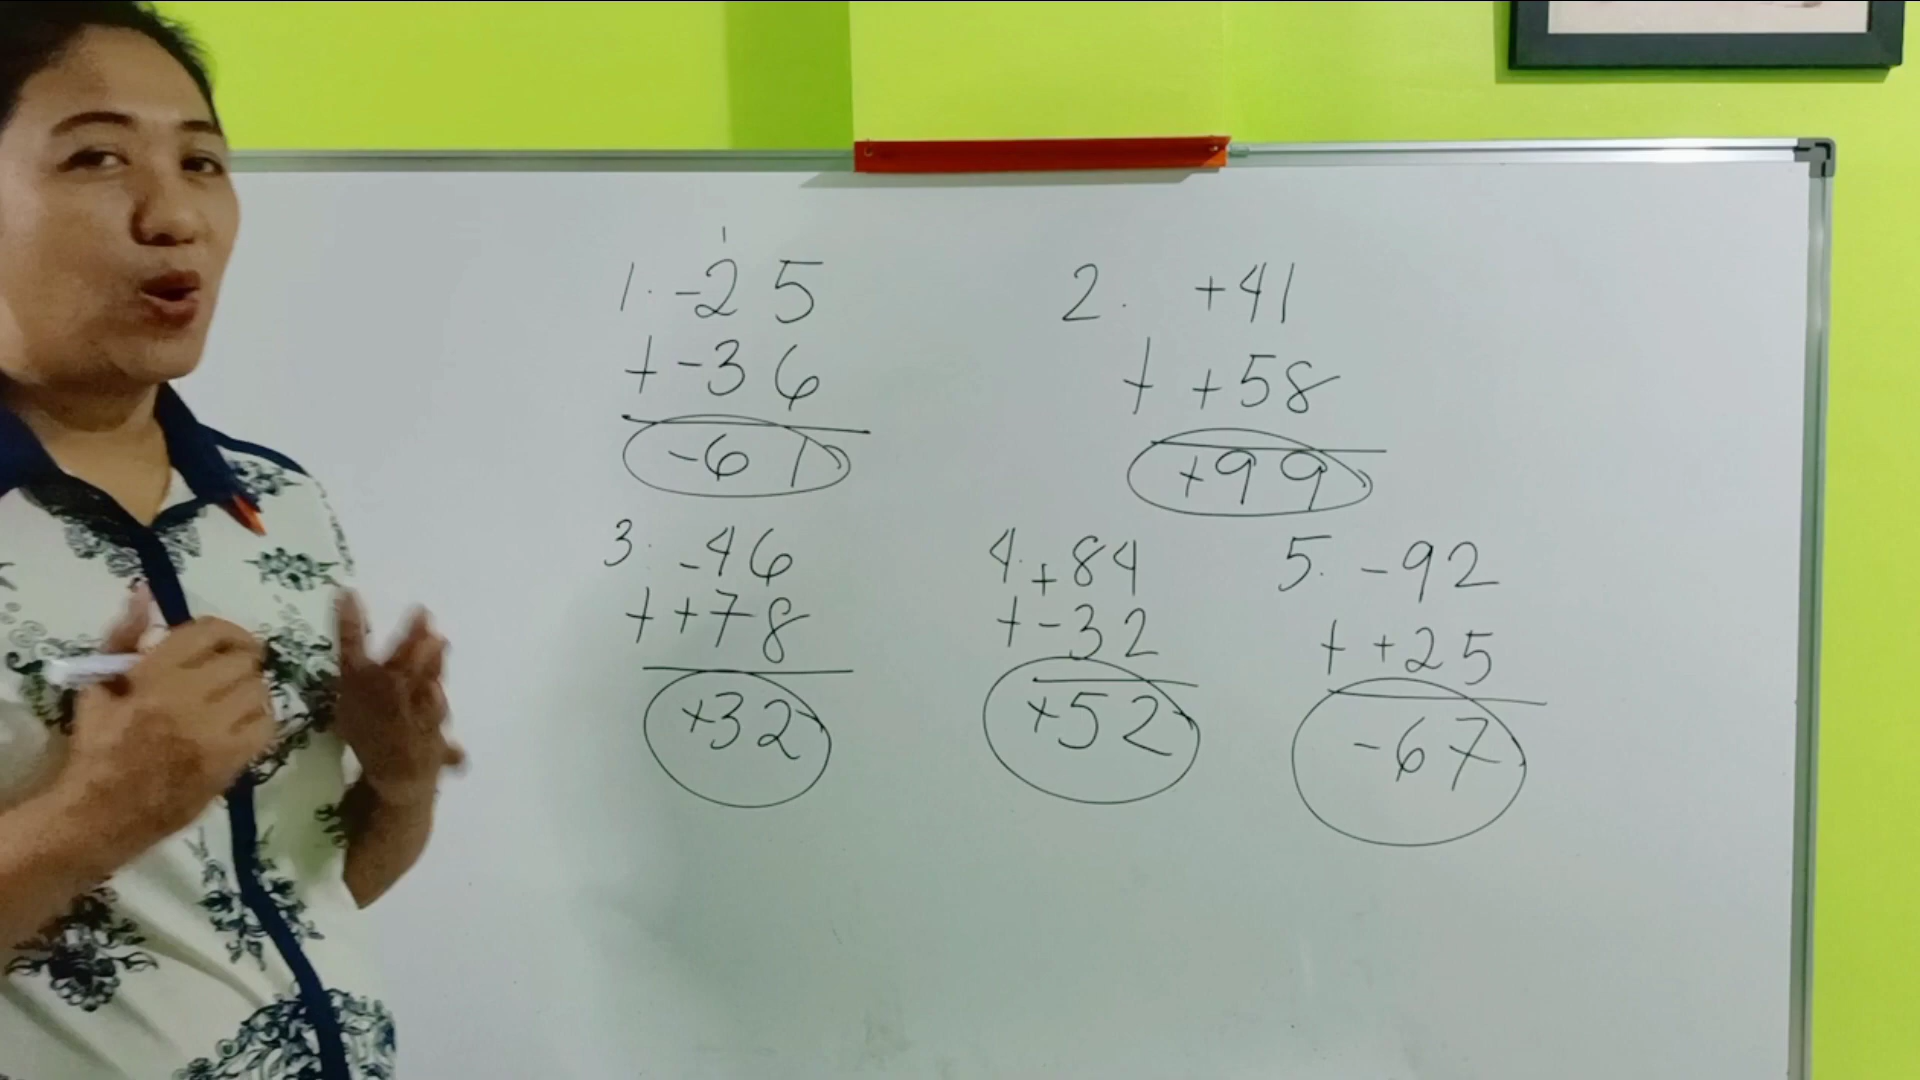 1
1. -25    2. +41
+ -36    + +58
-61    +99
3. -46    4. +84    5. -92
+ +78    + -32    + +25
+32    +52    -67